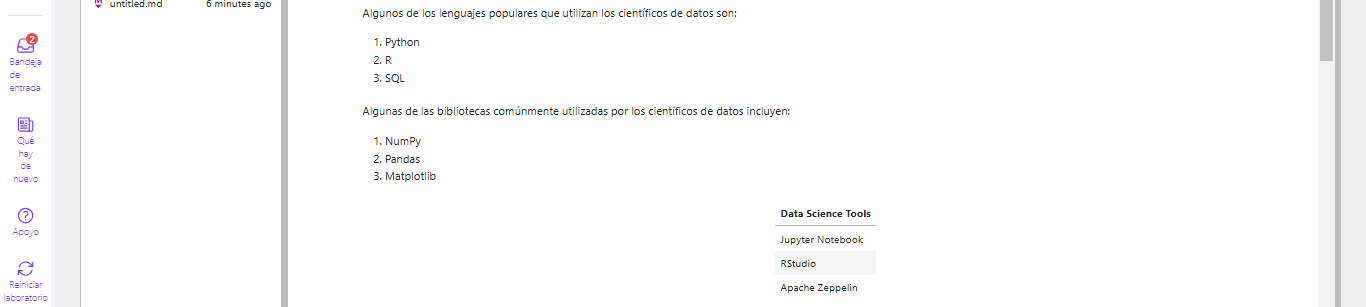 untitled.md 6 minutes ago
2
Bandeja
de
entrada
Qué
hay
de
nuevo
Apoyo
Reiniciar
laboratorio
Algunos de los lenguajes populares que utilizan los científicos de datos son:
1. Python
2. R
3. SQL
Algunas de las bibliotecas comúnmente utilizadas por los científicos de datos incluyen:
1. NumPy
2. Pandas
3. Matplotlib
Data Science Tools
Jupyter Notebook
RStudio
Apache Zeppelin